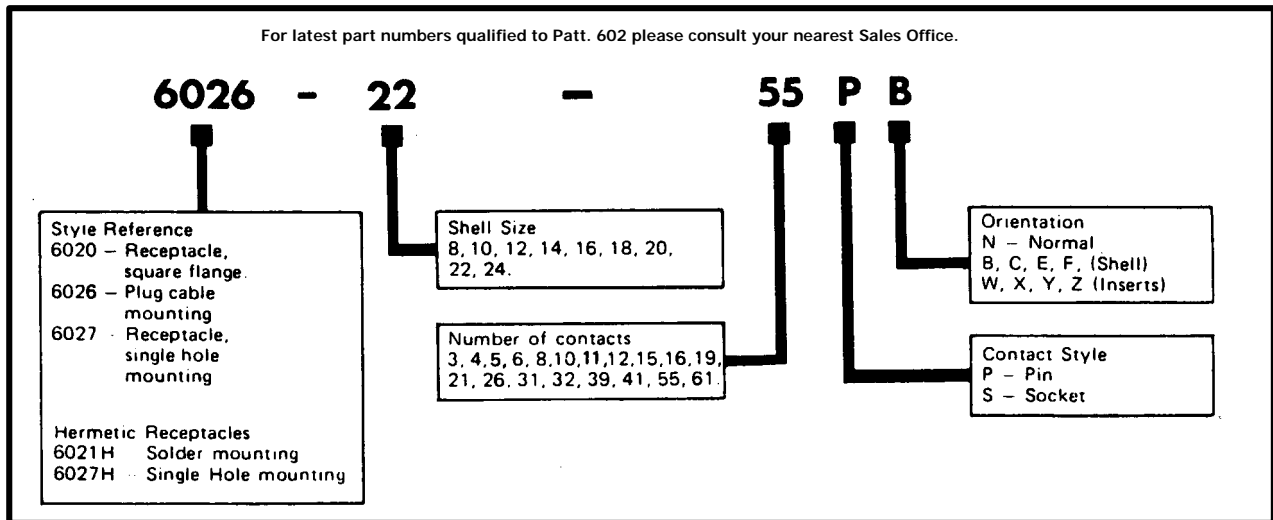 For latest part numbers qualified to Patt. 602 please consult your nearest Sales Office.
6026 - 22 - 55 P B
Style Reference
6020 – Receptacle,
square flange.
6026 – Plug cable
mounting
6027 - Receptacle,
single hole
mounting
Hermetic Receptacles
6021H Solder mounting
6027H - Single Hole mounting
Shell Size
8, 10, 12, 14, 16, 18, 20,
22, 24.
Number of contacts
3, 4, 5, 6, 8, 10, 11, 12, 15, 16, 19,
21, 26. 31, 32, 39, 41, 55, 61.
Orientation
N – Normal
B, C, E, F, (Shell)
W, X, Y, Z (Inserts)
Contact Style
P – Pin
S – Socket